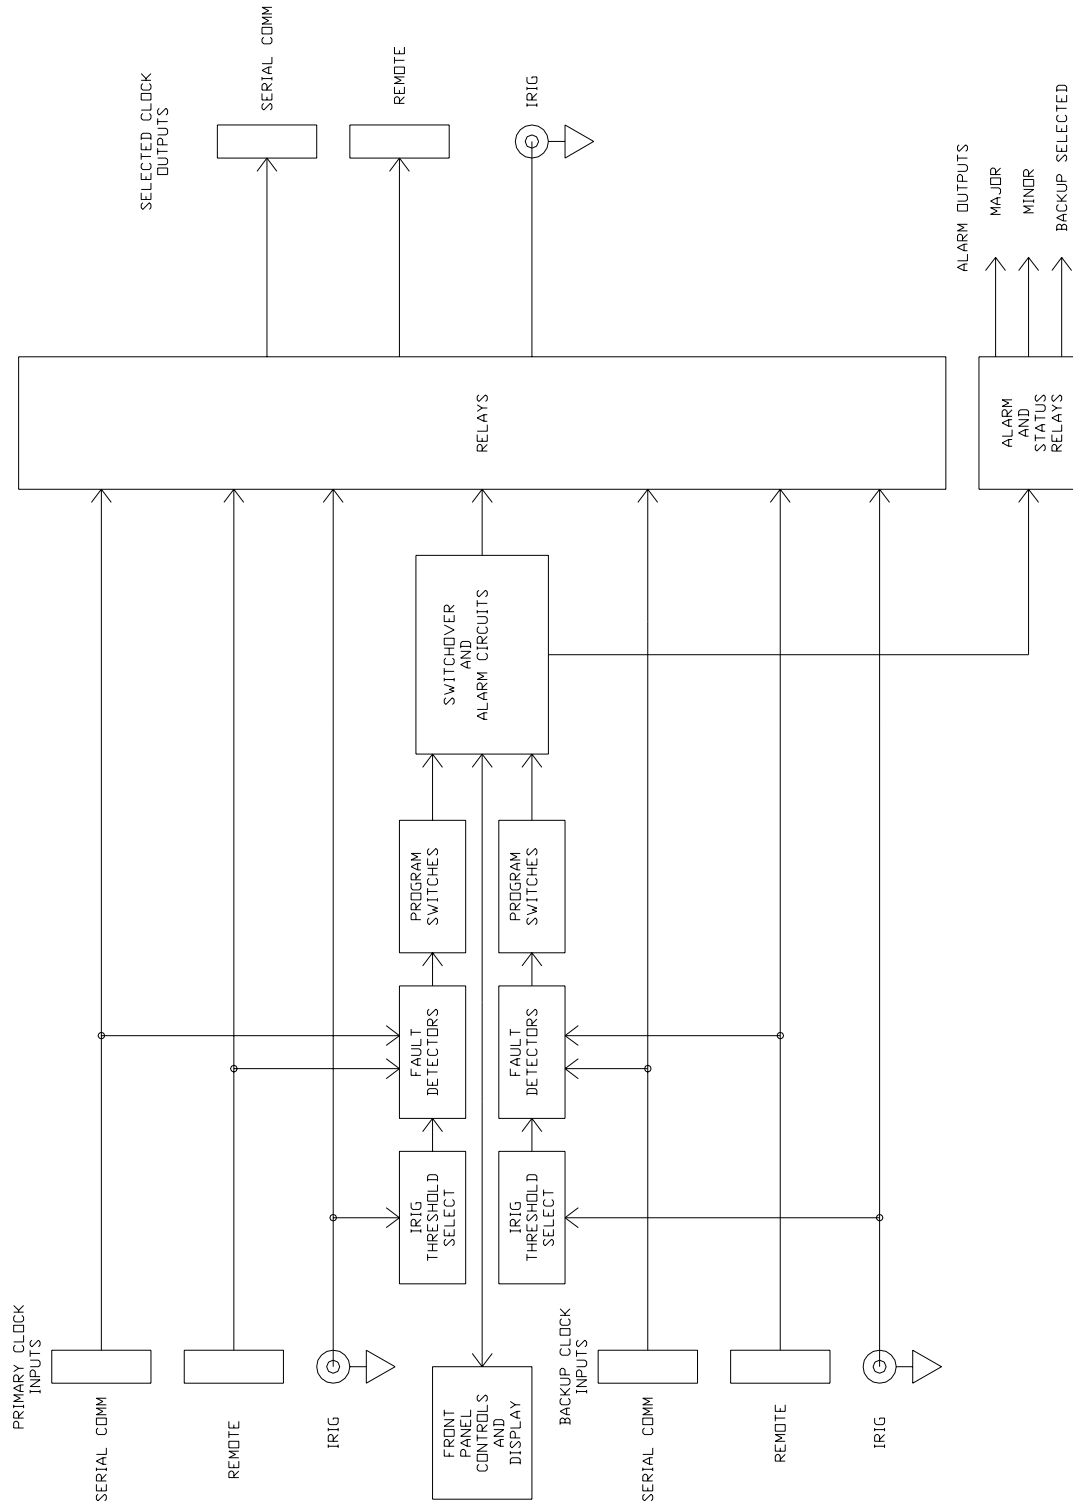 PRIMARY CLOCK
INPUTS
SERIAL COMM
REMOTE
IRIG
FRONT
PANEL
CONTROLS
AND
DISPLAY
BACKUP CLOCK
INPUTS
SERIAL COMM
REMOTE
IRIG
IRIG
THRESHOLD
SELECT
IRIG
THRESHOLD
SELECT
FAULT
DETECTORS
FAULT
DETECTORS
PROGRAM
SWITCHES
PROGRAM
SWITCHES
SWITCHOVER
AND
ALARM CIRCUITS
RELAYS
ALARM
AND
STATUS
RELAYS
SELECTED CLOCK
OUTPUTS
SERIAL COMM
REMOTE
IRIG
ALARM OUTPUTS
MAJOR
MINOR
BACKUP SELECTED